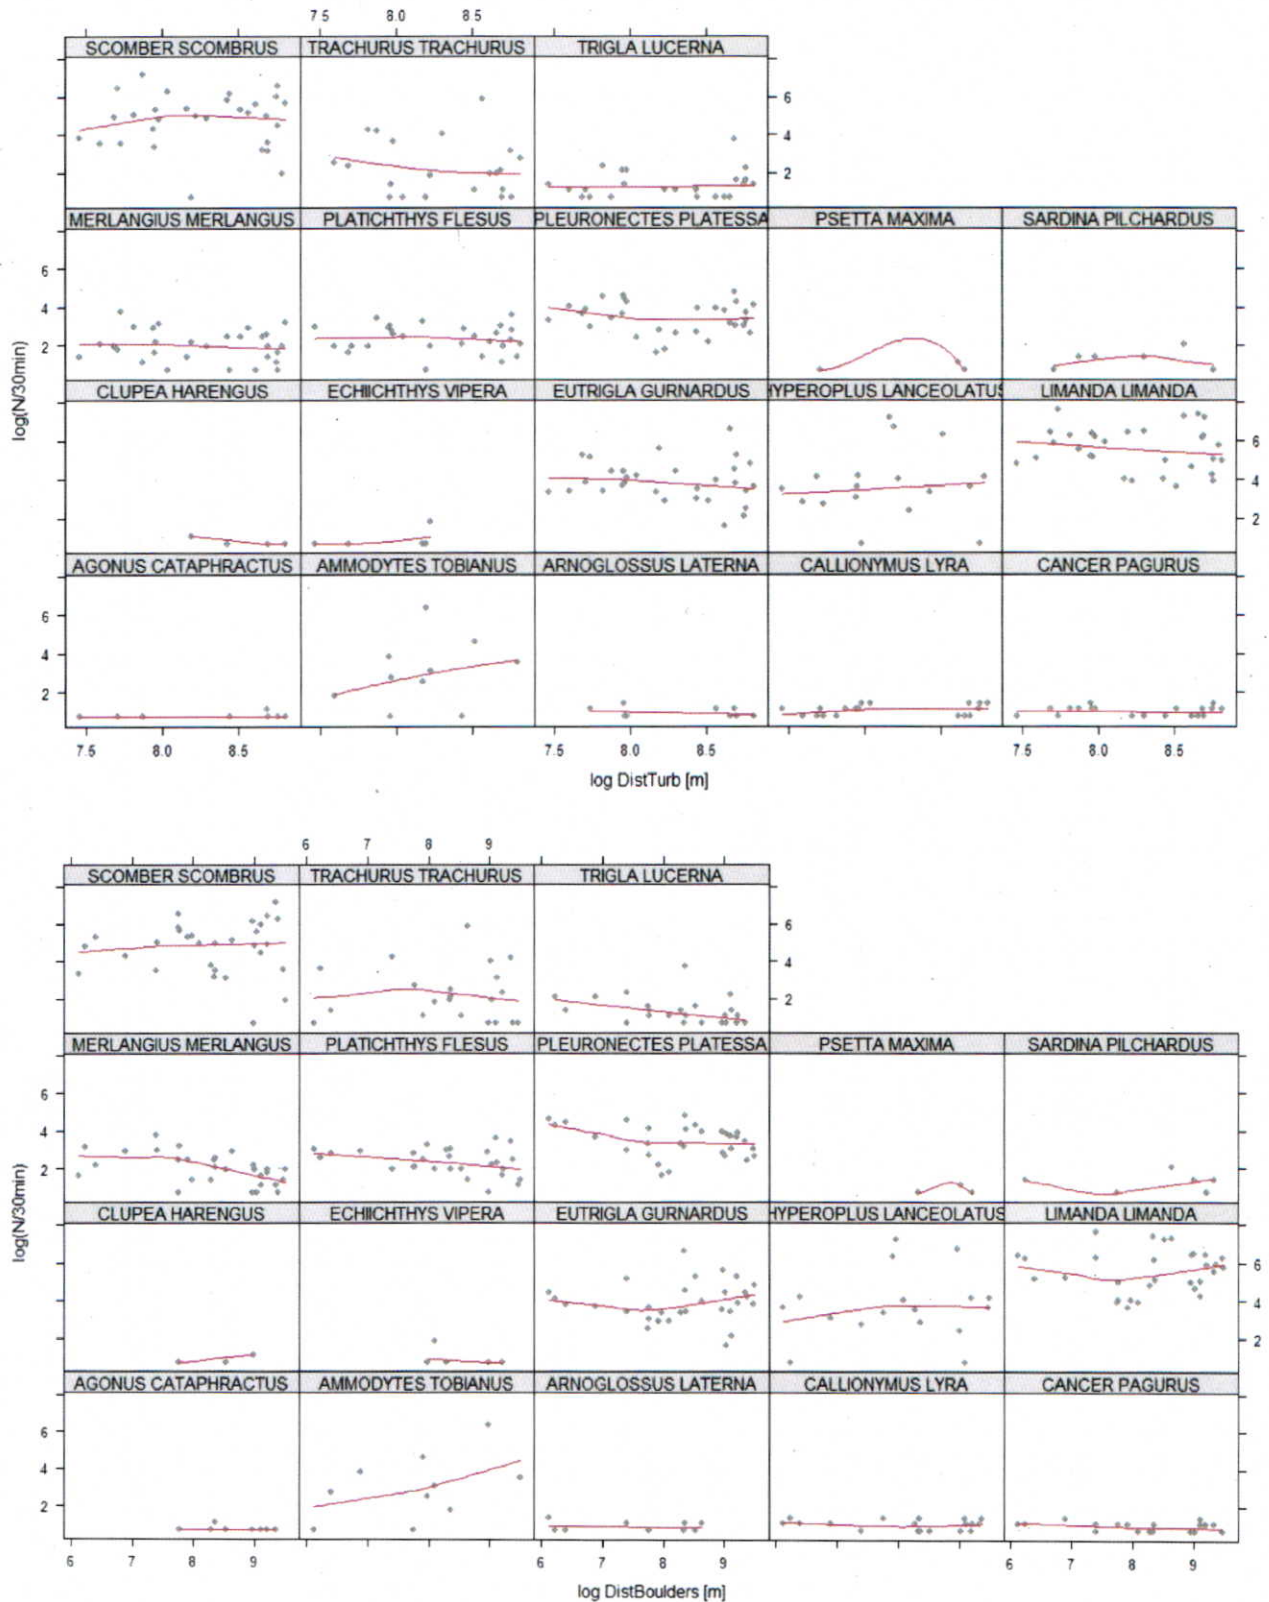 7.5 8.0 8.5
SCOMBER SCOMBRUS TRACHURUS TRACHURUS TRIGLA LUCERNA
6
4
2
MERLANGIUS MERLANGUS PLATICHTHYS FLESUS PLEURONECTES PLATESSA PSETTA MAXIMA SARDINA PILCHARDUS
6
4
2
CLUPEA HARENGUS ECHIICHTHYS VIPERA EUTRIGLA GURNARDUS HYPEROPLUS LANCEOLATUS LIMANDA LIMANDA
log(N/30min)
6
4
2
AGONUS CATAPHRACTUS AMMODYTES TOBIANUS ARNOGLOSSUS LATERNA CALLIONYMUS LYRA CANCER PAGURUS
6
4
2
7.5 8.0 8.5 7.5 8.0 8.5 7.5 8.0 8.5
log DistTurb [m]
6 7 8 9
SCOMBER SCOMBRUS TRACHURUS TRACHURUS TRIGLA LUCERNA
6
4
2
MERLANGIUS MERLANGUS PLATICHTHYS FLESUS PLEURONECTES PLATESSA PSETTA MAXIMA SARDINA PILCHARDUS
6
4
2
CLUPEA HARENGUS ECHIICHTHYS VIPERA EUTRIGLA GURNARDUS HYPEROPLUS LANCEOLATUS LIMANDA LIMANDA
log(N/30min)
6
4
2
AGONUS CATAPHRACTUS AMMODYTES TOBIANUS ARNOGLOSSUS LATERNA CALLIONYMUS LYRA CANCER PAGURUS
6
4
2
6 7 8 9 6 7 8 9 6 7 8 9
log DistBoulders [m]